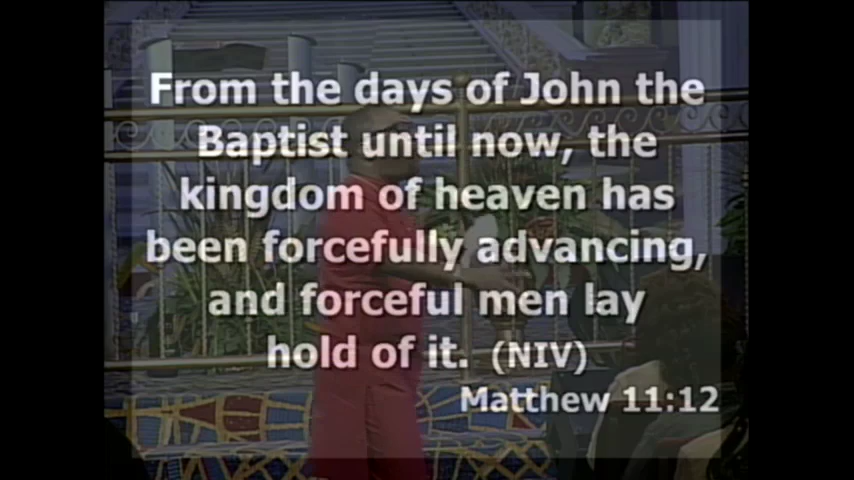 From the days of John the
Baptist until now, the
kingdom of heaven has
been forcefully advancing,
and forceful men lay
hold of it. (NIV)
Matthew 11:12